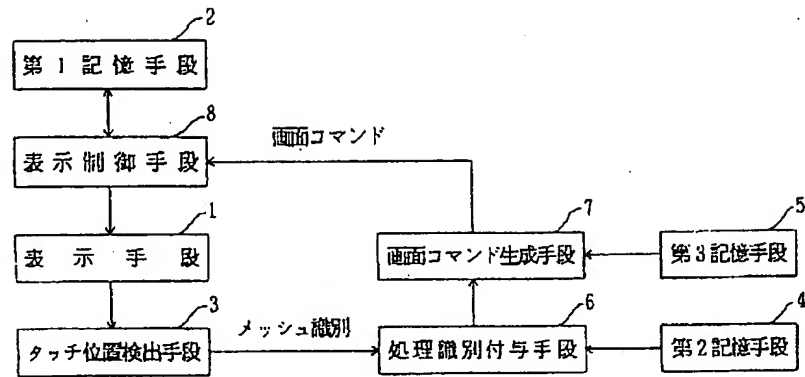 2
第1記憶手段
8
表示制御手段
画面コマンド
1
表示手段
7
画面コマンド生成手段
5
第3記憶手段
3
タッチ位置検出手段
メッシュ識別
6
処理識別付与手段
4
第2記憶手段